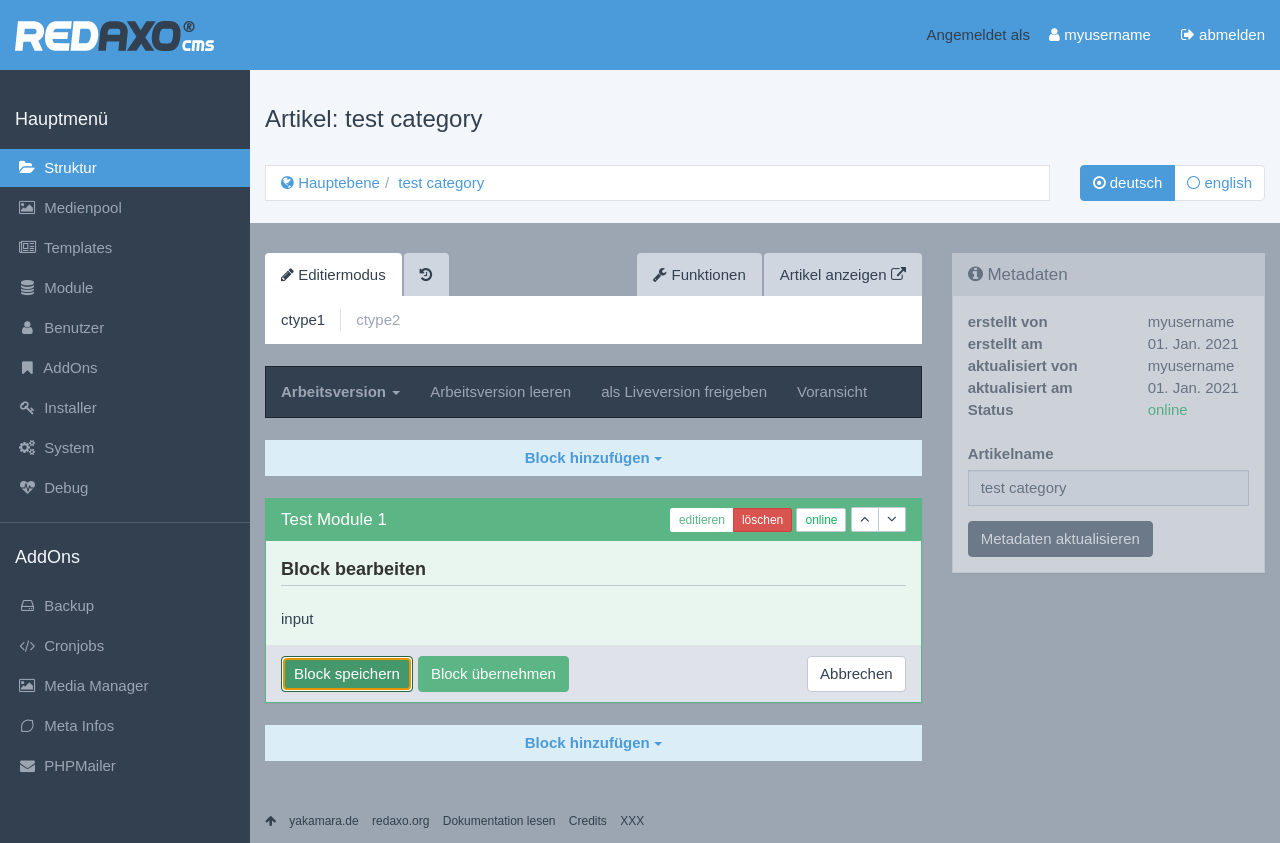 REDAXO® cms
Angemeldet als myusername abmelden
Hauptmenü
Struktur
Medienpool
Templates
Module
Benutzer
AddOns
Installer
System
Debug
AddOns
Backup
Cronjobs
Media Manager
Meta Infos
PHPMailer
Artikel: test category
Hauptebene / test category
deutsch english
Editiermodus Funktionen Artikel anzeigen
ctype1 ctype2
Arbeitsversion Arbeitsversion leeren als Liveversion freigeben Voransicht
Block hinzufügen
Test Module 1 editieren löschen online
Block bearbeiten
input
Block speichern Block übernehmen Abbrechen
Block hinzufügen
Metadaten
erstellt von myusername
erstellt am 01. Jan. 2021
aktualisiert von myusername
aktualisiert am 01. Jan. 2021
Status online
Artikelname
test category
Metadaten aktualisieren
yakamara.de redaxo.org Dokumentation lesen Credits XXX